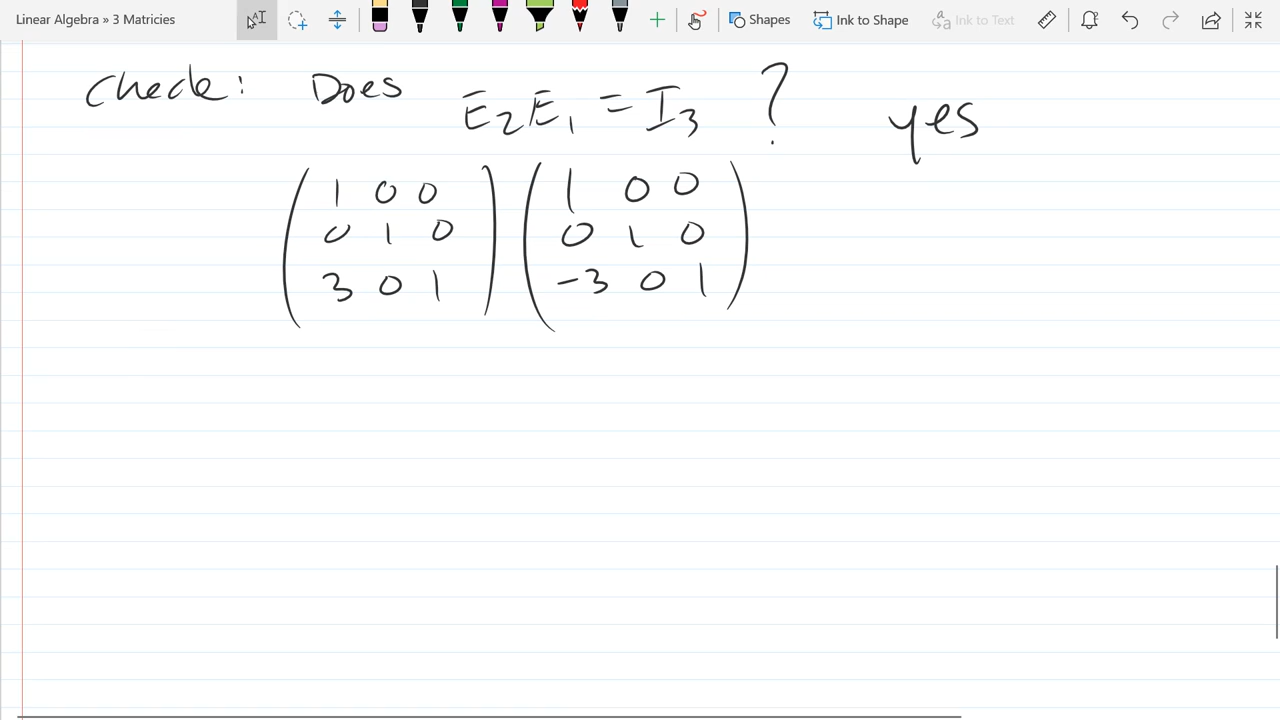 Linear Algebra » 3 Matricies
Shapes
Ink to Shape
Ink to Text
Check: Does E₂E₁ = I₃ ? yes
( 1 0 0 ) ( 1 0 0 )
( 0 1 0 ) ( 0 1 0 )
( 3 0 1 ) ( -3 0 1 )